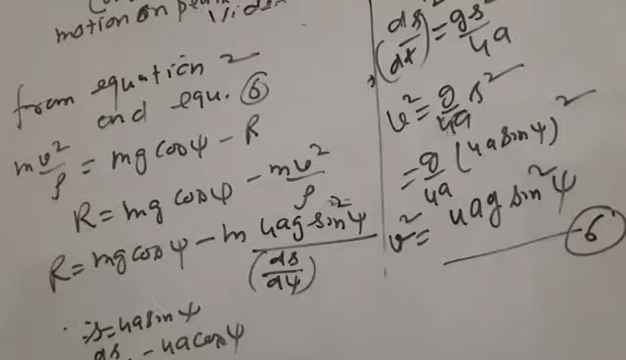 motion on
from equation 2
and equ. ⑥
mv²/ρ = mg cosψ - R
R = mg cosψ - mv²/ρ
R = mg cosψ - m 4ag sin²ψ / (ds/dψ)
∵ s = 4a sinψ
ds = 4a cosψ
(ds/dt)² = gs²/4a
v² = g/4a s²
= g/4a (4a sinψ)²
v² = 4ag sin²ψ
⑥